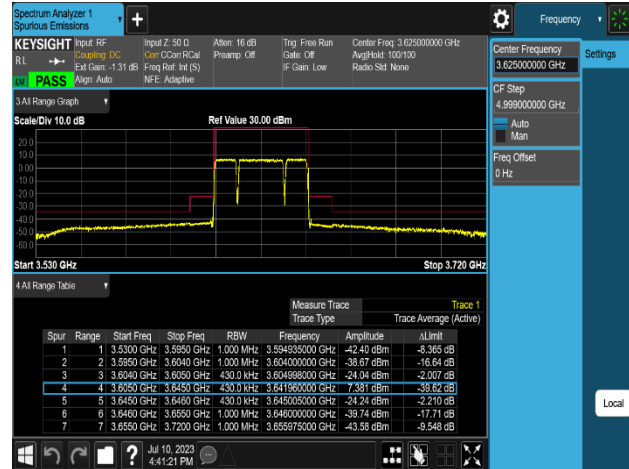 Spectrum Analyzer 1
Spurious Emissions
+
Frequency
KEYSIGHT
RL
LW
PASS
Input: RF
Coupling: DC
Ext Gain: -1.31 dB
Align: Auto
Input Z: 50 Ω
Corr CCorr RCal
Freq Ref: Int (S)
NFE: Adaptive
Atten: 16 dB
Preamp: Off
Trig: Free Run
Gate: Off
IF Gain: Low
Center Freq: 3.625000000 GHz
Avg|Hold: 100/100
Radio Std: None
Center Frequency
3.625000000 GHz
Settings
CF Step
4.999000000 GHz
Auto
Man
Freq Offset
0 Hz
Local
3 All Range Graph
Scale/Div 10.0 dB
Ref Value 30.00 dBm
20.0
10.0
0.00
-10.0
-20.0
-30.0
-40.0
-50.0
-60.0
Start 3.530 GHz
Stop 3.720 GHz
4 All Range Table
Measure Trace
Trace 1
Trace Type
Trace Average (Active)
Spur Range Start Freq Stop Freq RBW Frequency Amplitude ΔLimit
1 1 3.5300 GHz 3.5950 GHz 1.000 MHz 3.594935000 GHz -42.40 dBm -8.365 dB
2 2 3.5950 GHz 3.6040 GHz 1.000 MHz 3.604000000 GHz -38.67 dBm -16.64 dB
3 3 3.6040 GHz 3.6050 GHz 430.0 kHz 3.604998000 GHz -24.04 dBm -2.007 dB
4 4 3.6050 GHz 3.6450 GHz 430.0 kHz 3.641960000 GHz 7.381 dBm -39.62 dB
5 5 3.6450 GHz 3.6460 GHz 430.0 kHz 3.645005000 GHz -24.24 dBm -2.210 dB
6 6 3.6460 GHz 3.6550 GHz 1.000 MHz 3.646000000 GHz -39.74 dBm -17.71 dB
7 7 3.6550 GHz 3.7200 GHz 1.000 MHz 3.655975000 GHz -43.58 dBm -9.548 dB
?
Jul 10, 2023
4:41:21 PM